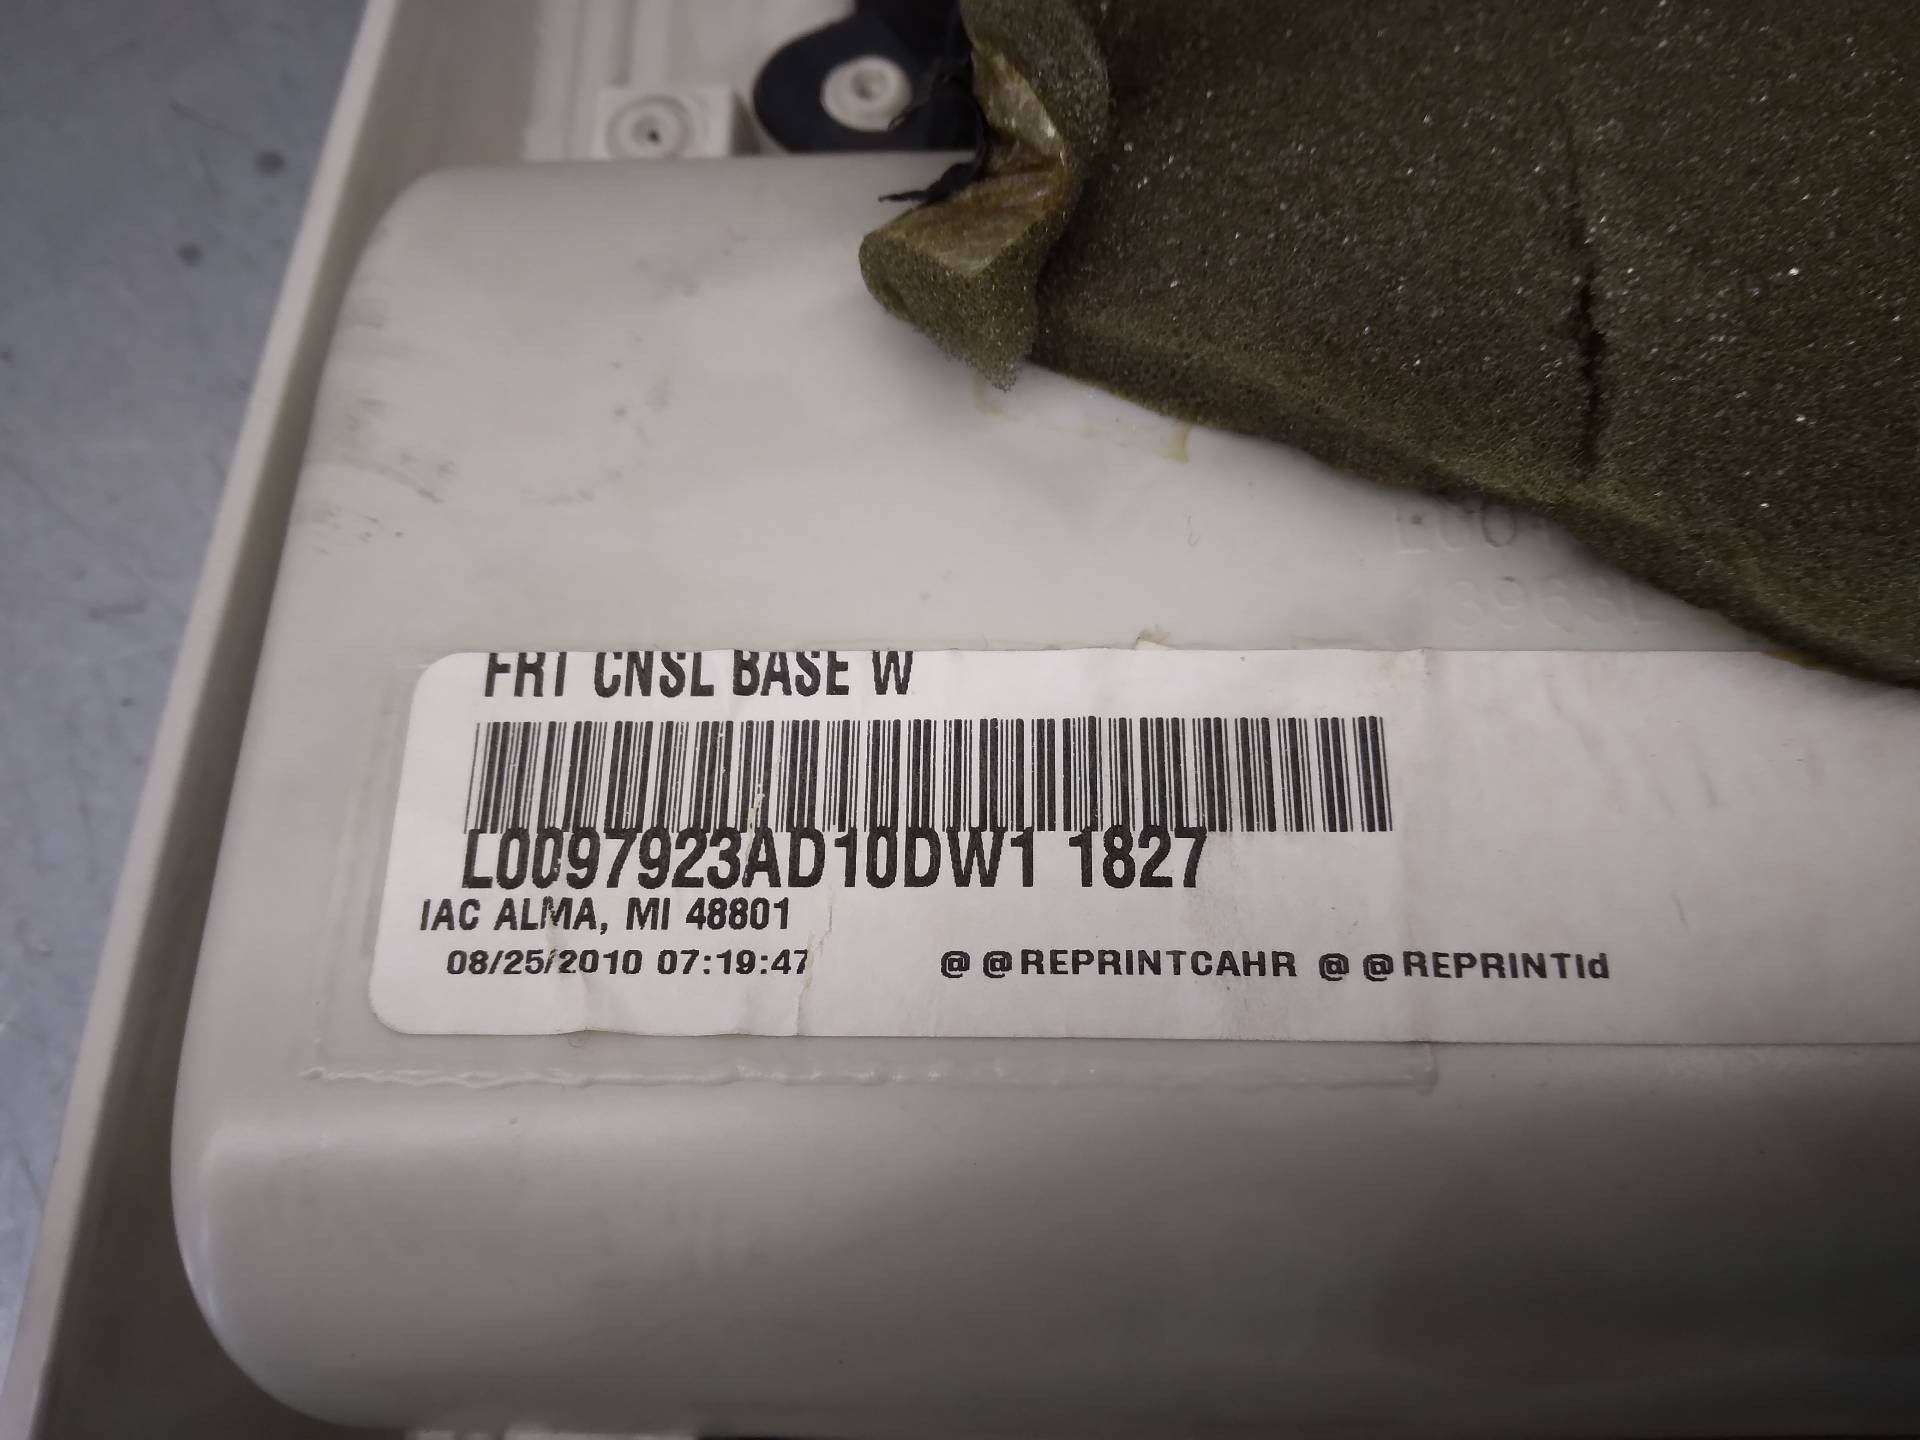 FRT CNSL BASE W
L0097923AD10DW1 1827
IAC ALMA, MI 48801
08/25/2010 07:19:47 @ @REPRINTCAHR @ @REPRINTId